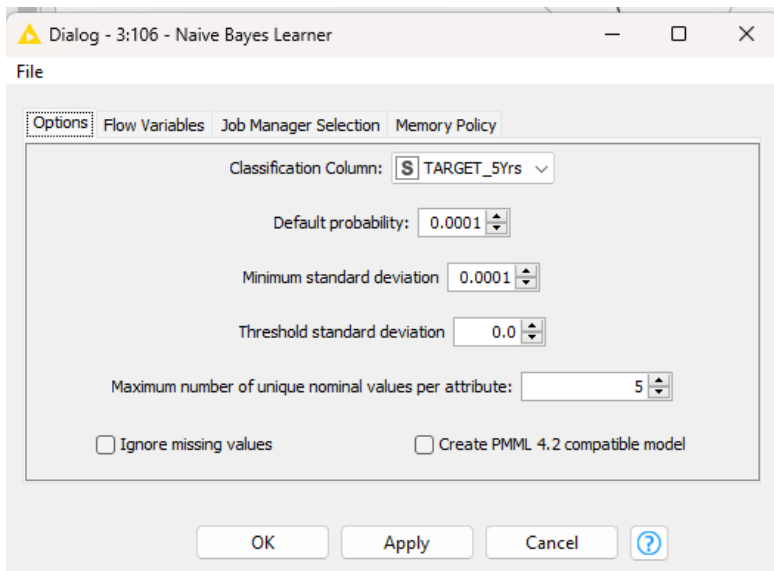 Dialog - 3:106 - Naive Bayes Learner
File
Options Flow Variables Job Manager Selection Memory Policy
Classification Column: S TARGET_5Yrs
Default probability: 0.0001
Minimum standard deviation 0.0001
Threshold standard deviation 0.0
Maximum number of unique nominal values per attribute: 5
Ignore missing values Create PMML 4.2 compatible model
OK Apply Cancel ?